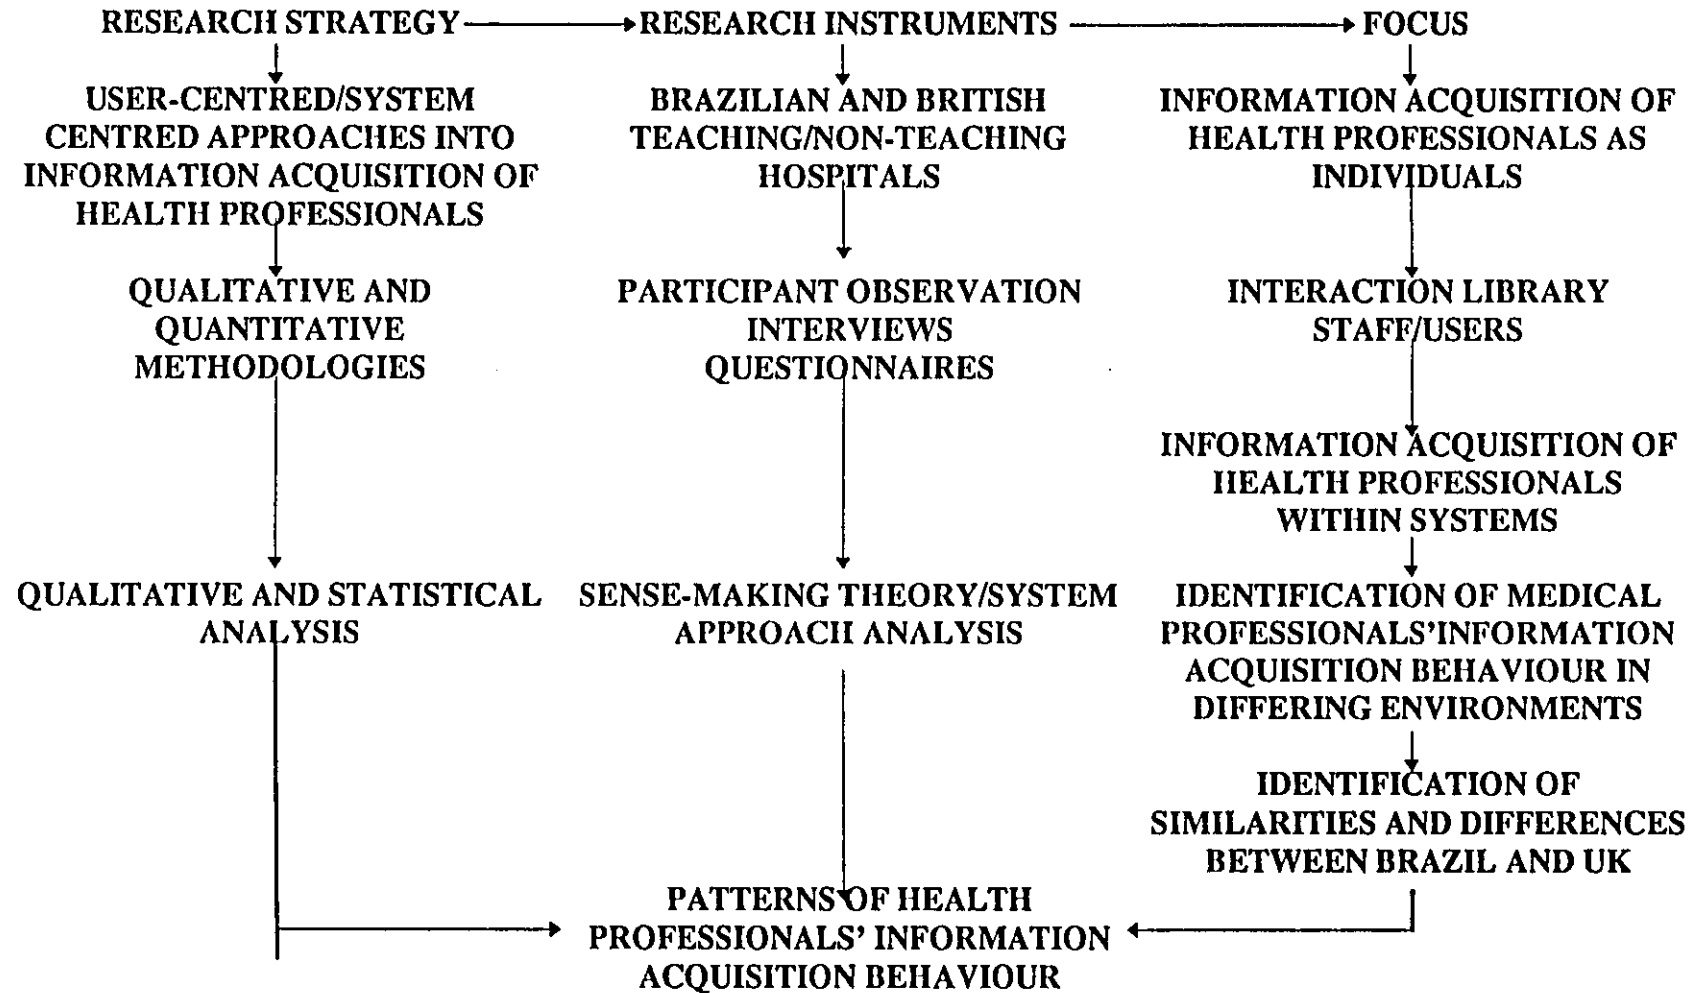 RESEARCH STRATEGY
RESEARCH INSTRUMENTS
FOCUS
USER-CENTRED/SYSTEM
CENTRED APPROACHES INTO
INFORMATION ACQUISITION OF
HEALTH PROFESSIONALS
BRAZILIAN AND BRITISH
TEACHING/NON-TEACHING
HOSPITALS
INFORMATION ACQUISITION OF
HEALTH PROFESSIONALS AS
INDIVIDUALS
QUALITATIVE AND
QUANTITATIVE
METHODOLOGIES
PARTICIPANT OBSERVATION
INTERVIEWS
QUESTIONNAIRES
INTERACTION LIBRARY
STAFF/USERS
INFORMATION ACQUISITION OF
HEALTH PROFESSIONALS
WITHIN SYSTEMS
QUALITATIVE AND STATISTICAL
ANALYSIS
SENSE-MAKING THEORY/SYSTEM
APPROACH ANALYSIS
IDENTIFICATION OF MEDICAL
PROFESSIONALS'INFORMATION
ACQUISITION BEHAVIOUR IN
DIFFERING ENVIRONMENTS
IDENTIFICATION OF
SIMILARITIES AND DIFFERENCES
BETWEEN BRAZIL AND UK
PATTERNS OF HEALTH
PROFESSIONALS' INFORMATION
ACQUISITION BEHAVIOUR